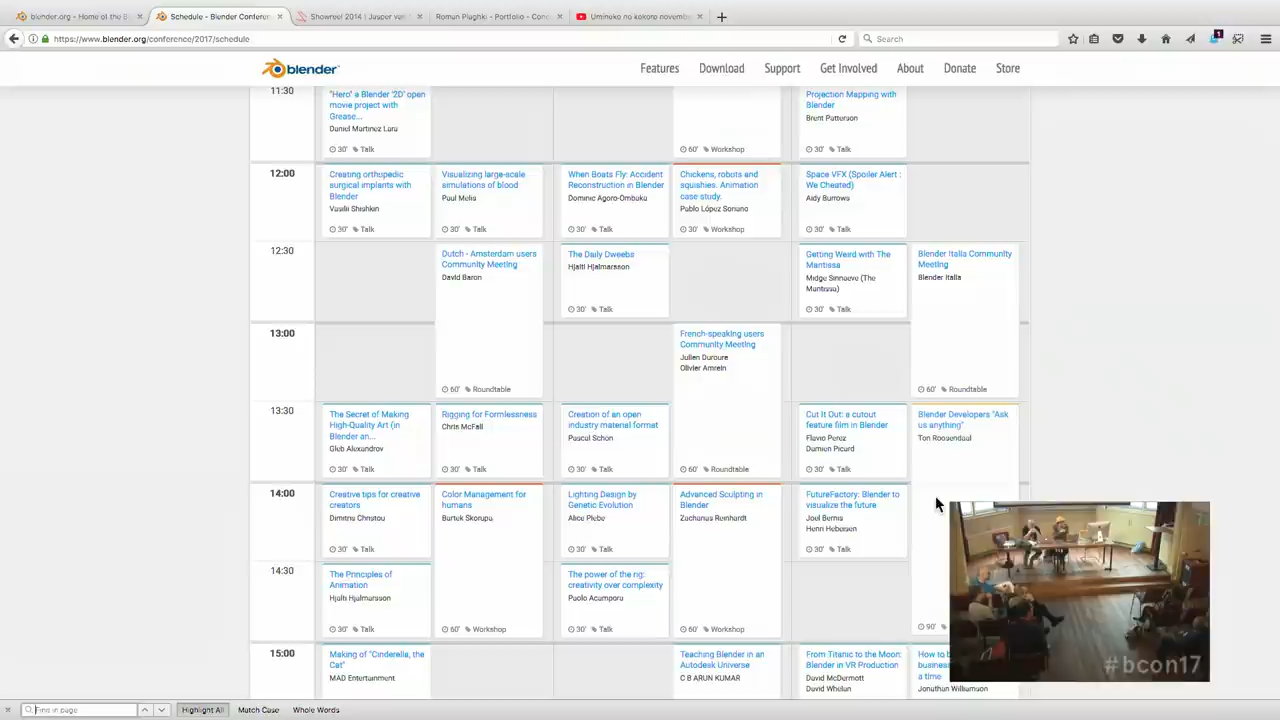 blender.org - Home of the B
Schedule - Blender Conferen
Showreel 2014 | Jasper van
Roman Plaghki - Portfolio - Con
Umineko no kokoro novemb
https://www.blender.org/conference/2017/schedule
Search
1
blender
Features
Download
Support
Get Involved
About
Donate
Store
11:30
"Hero" a Blender '2D' open
movie project with
Grease...
Daniel Martinez Lara
30' Talk
60' Workshop
Projection Mapping with
Blender
Brent Patterson
30' Talk
12:00
Creating orthopedic
surgical implants with
Blender
Vasilii Shishkin
30' Talk
Visualizing large-scale
simulations of blood
Paul Melis
30' Talk
When Boats Fly: Accident
Reconstruction in Blender
Dominic Agoro-Ombaka
30' Talk
Chickens, robots and
squishies. Animation
case study.
Pablo López Soriano
30' Workshop
Space VFX (Spoiler Alert :
We Cheated)
Aidy Burrows
30' Talk
12:30
Dutch - Amsterdam users
Community Meeting
David Baron
60' Roundtable
The Daily Dweebs
Hjalti Hjalmarsson
30' Talk
Getting Weird with The
Mantissa
Midge Sinnaeve (The
Mantissa)
30' Talk
Blender Italia Community
Meeting
Blender Italia
60' Roundtable
13:00
French-speaking users
Community Meeting
Julien Duroure
Olivier Amrein
60' Roundtable
13:30
The Secret of Making
High-Quality Art (in
Blender an...
Gleb Alexandrov
30' Talk
Rigging for Formlessness
Chris McFall
30' Talk
Creation of an open
industry material format
Pascal Schön
30' Talk
Cut It Out: a cutout
feature film in Blender
Flavio Perez
Damien Picard
30' Talk
Blender Developers "Ask
us anything"
Ton Roosendaal
90'
14:00
Creative tips for creative
creators
Dimitris Christou
30' Talk
Color Management for
humans
Bartek Skorupa
60' Workshop
Lighting Design by
Genetic Evolution
Alice Plebe
30' Talk
Advanced Sculpting in
Blender
Zacharias Reinhardt
60' Workshop
FutureFactory: Blender to
visualize the future
Joel Bernis
Henri Hebeisen
30' Talk
14:30
The Principles of
Animation
Hjalti Hjalmarsson
30' Talk
The power of the rig:
creativity over complexity
Paolo Acampora
30' Talk
15:00
Making of "Cinderella, the
Cat"
MAD Entertainment
Teaching Blender in an
Autodesk Universe
C B ARUN KUMAR
From Titanic to the Moon:
Blender in VR Production
David McDermott
David Whelan
How to b
business
a time
Jonathan Williamson
#bcon17
Find in page
Highlight All
Match Case
Whole Words